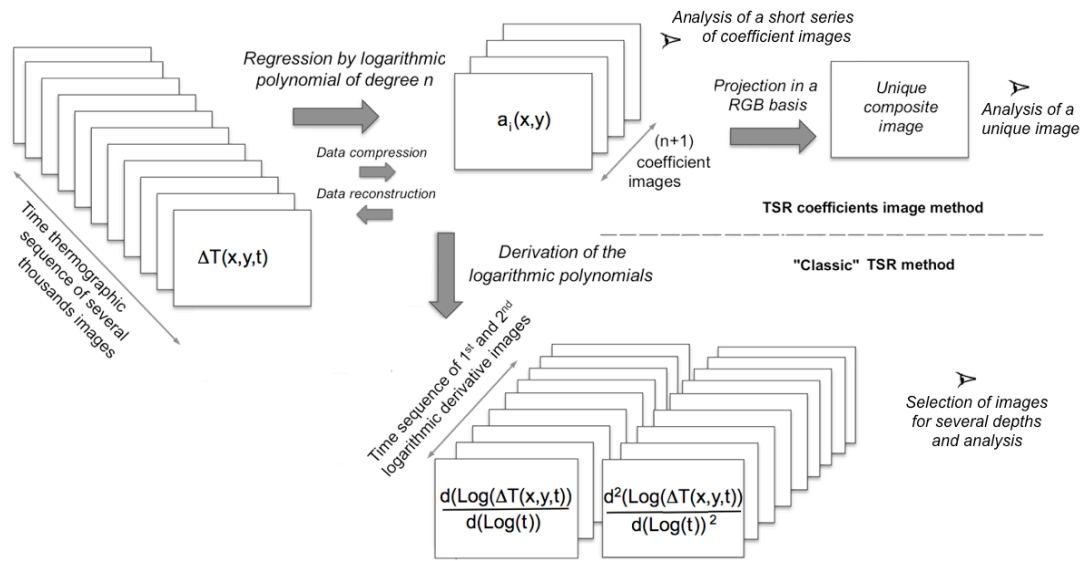 Analysis of a short series
of coefficient images
Regression by logarithmic
polynomial of degree n
Projection in a
RGB basis
Unique
composite
image
Analysis of a
unique image
a_i(x,y)
(n+1)
coefficient
images
Data compression
Data reconstruction
TSR coefficients image method
ΔT(x,y,t)
Time thermographic
sequence of several
thousands images
Derivation of the
logarithmic polynomials
"Classic" TSR method
Time sequence of 1st and 2nd
logarithmic derivative images
Selection of images
for several depths
and analysis
d(Log(ΔT(x,y,t))
d(Log(t))
d²(Log(ΔT(x,y,t))
d(Log(t))²